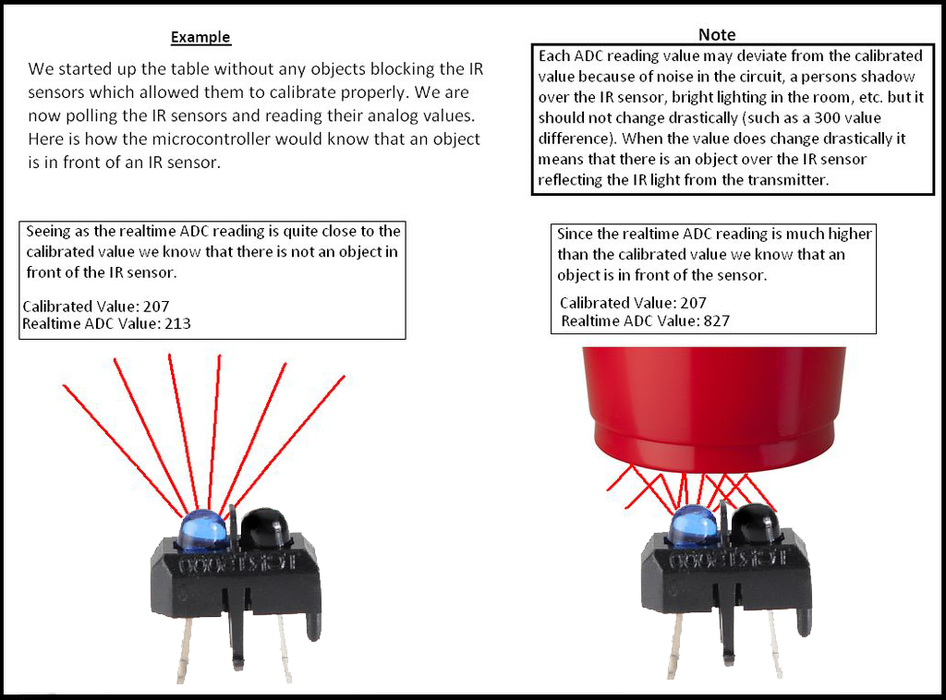 Example
We started up the table without any objects blocking the IR
sensors which allowed them to calibrate properly. We are
now polling the IR sensors and reading their analog values.
Here is how the microcontroller would know that an object
is in front of an IR sensor.
Note
Each ADC reading value may deviate from the calibrated
value because of noise in the circuit, a persons shadow
over the IR sensor, bright lighting in the room, etc. but it
should not change drastically (such as a 300 value
difference). When the value does change drastically it
means that there is an object over the IR sensor
reflecting the IR light from the transmitter.
Seeing as the realtime ADC reading is quite close to the
calibrated value we know that there is not an object in
front of the IR sensor.
Calibrated Value: 207
Realtime ADC Value: 213
Since the realtime ADC reading is much higher
than the calibrated value we know that an
object is in front of the sensor.
Calibrated Value: 207
Realtime ADC Value: 827